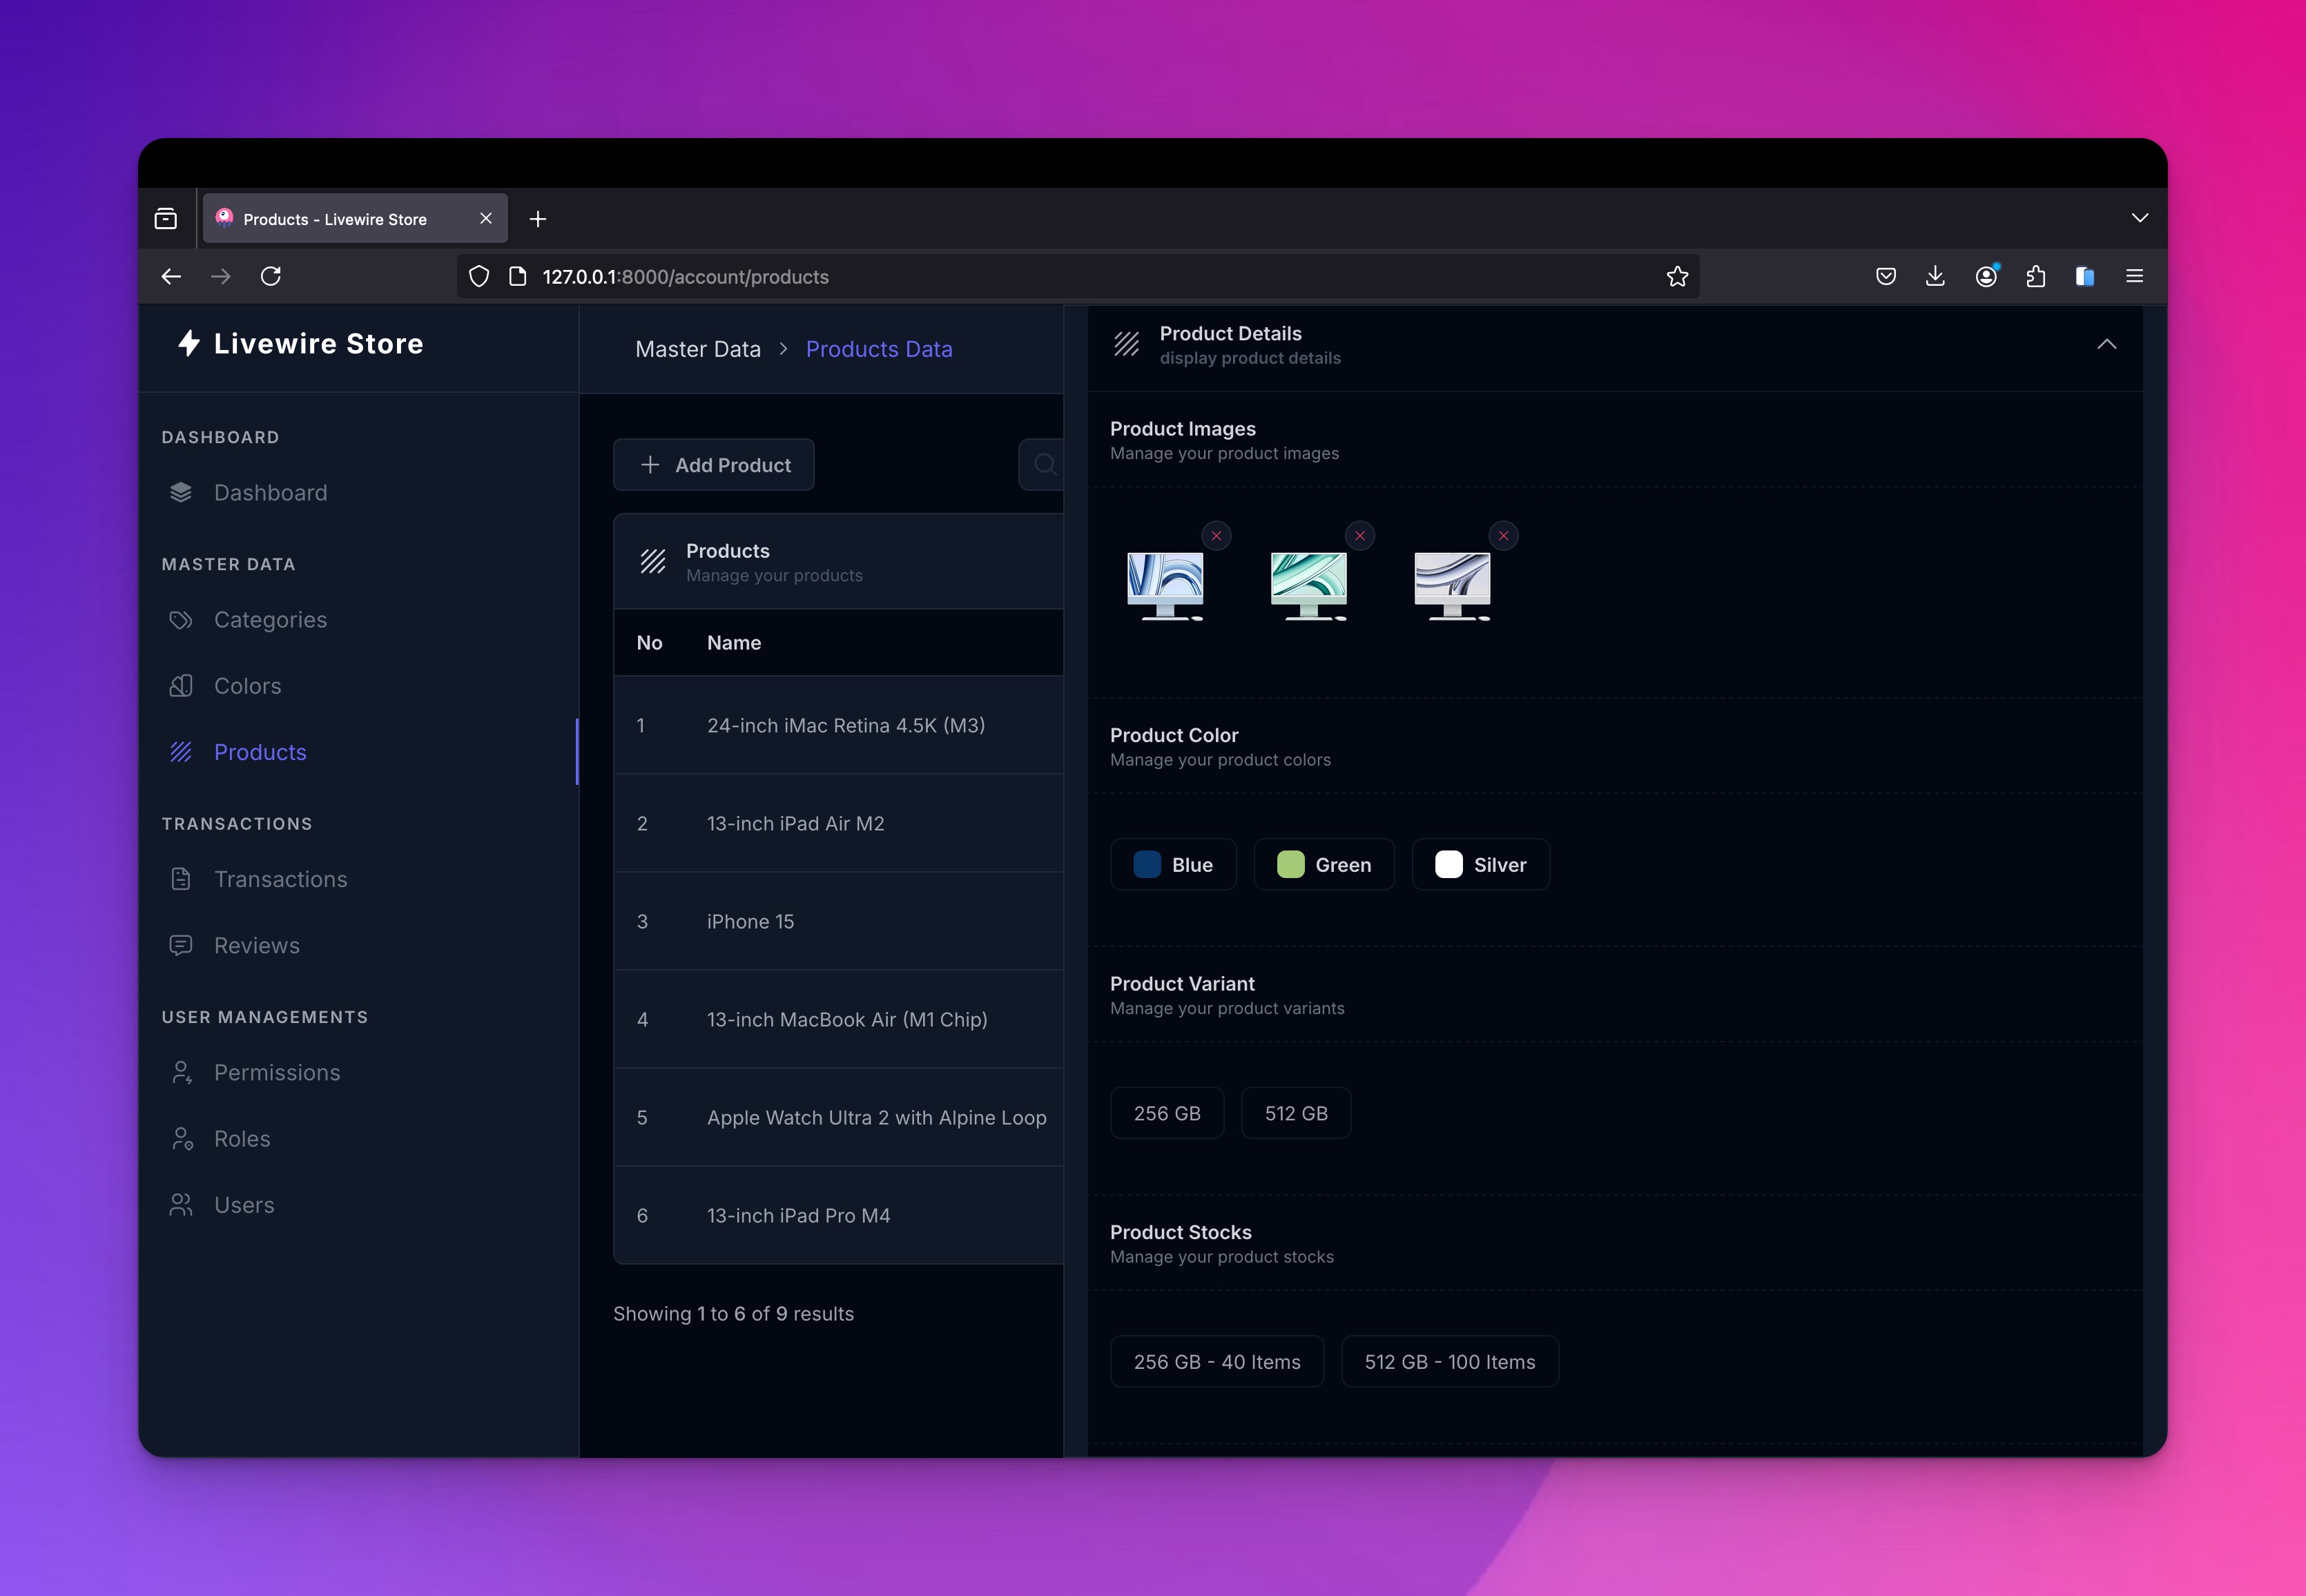 Products - Livewire Store
127.0.0.1:8000/account/products
Livewire Store
DASHBOARD
Dashboard
MASTER DATA
Categories
Colors
Products
TRANSACTIONS
Transactions
Reviews
USER MANAGEMENTS
Permissions
Roles
Users
Master Data > Products Data
Add Product
Products
Manage your products
No Name
1 24-inch iMac Retina 4.5K (M3)
2 13-inch iPad Air M2
3 iPhone 15
4 13-inch MacBook Air (M1 Chip)
5 Apple Watch Ultra 2 with Alpine Loop
6 13-inch iPad Pro M4
Showing 1 to 6 of 9 results
Product Details
display product details
Product Images
Manage your product images
Product Color
Manage your product colors
Blue Green Silver
Product Variant
Manage your product variants
256 GB 512 GB
Product Stocks
Manage your product stocks
256 GB - 40 Items 512 GB - 100 Items